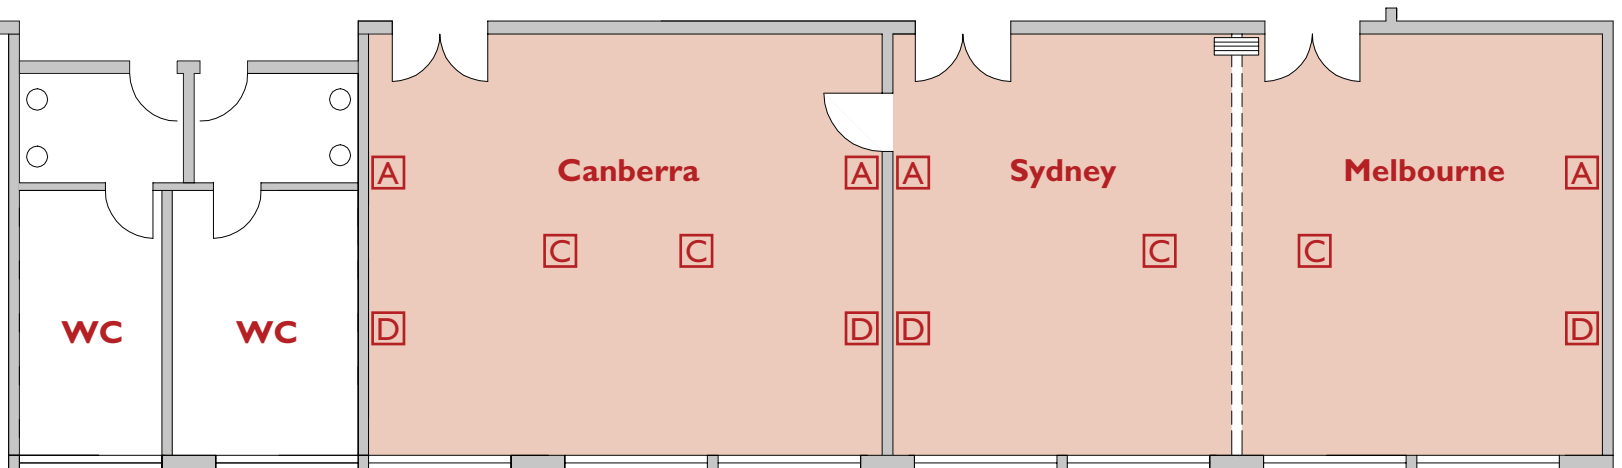 A Canberra A A Sydney Melbourne A
C C C C
WC WC D D D D